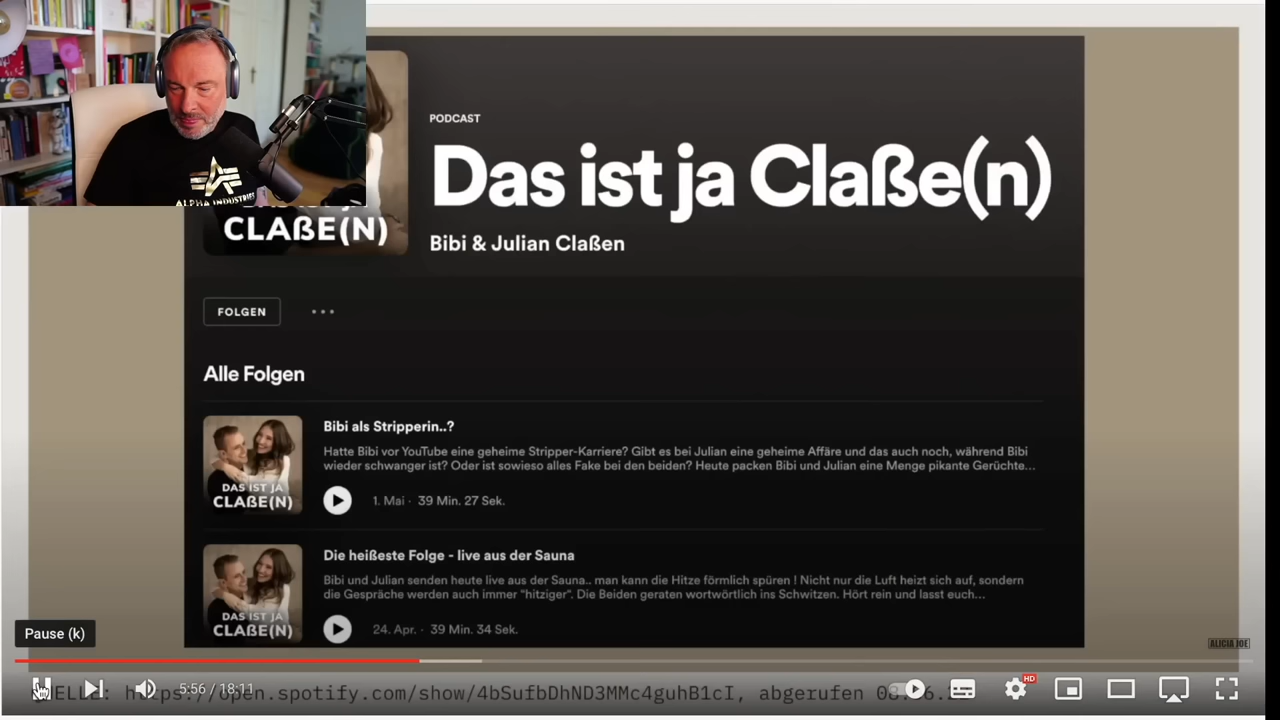 PODCAST
Das ist ja Claße(n)
Bibi & Julian Claßen
ALPHA INDUSTRIES
CLAßE(N)
FOLGEN
Alle Folgen
Bibi als Stripperin..?
Hatte Bibi vor YouTube eine geheime Stripper-Karriere? Gibt es bei Julian eine geheime Affäre und das auch noch, während Bibi
wieder schwanger ist? Oder ist sowieso alles Fake bei den beiden? Heute packen Bibi und Julian eine Menge pikante Gerüchte...
DAS IST JA
CLAßE(N)
1. Mai · 39 Min. 27 Sek.
Die heißeste Folge - live aus der Sauna
Bibi und Julian senden heute live aus der Sauna.. man kann die Hitze förmlich spüren ! Nicht nur die Luft heizt sich auf, sondern
die Gespräche werden auch immer "hitziger". Die Beiden geraten wortwörtlich ins Schwitzen. Hört rein und lasst euch...
DAS IST JA
CLAßE(N)
24. Apr. · 39 Min. 34 Sek.
Pause (k)
ALICIA JOE
5:56 / 18:11
HD
https://open.spotify.com/show/4bSufbDhND3MMc4guhB1cI, abgerufen